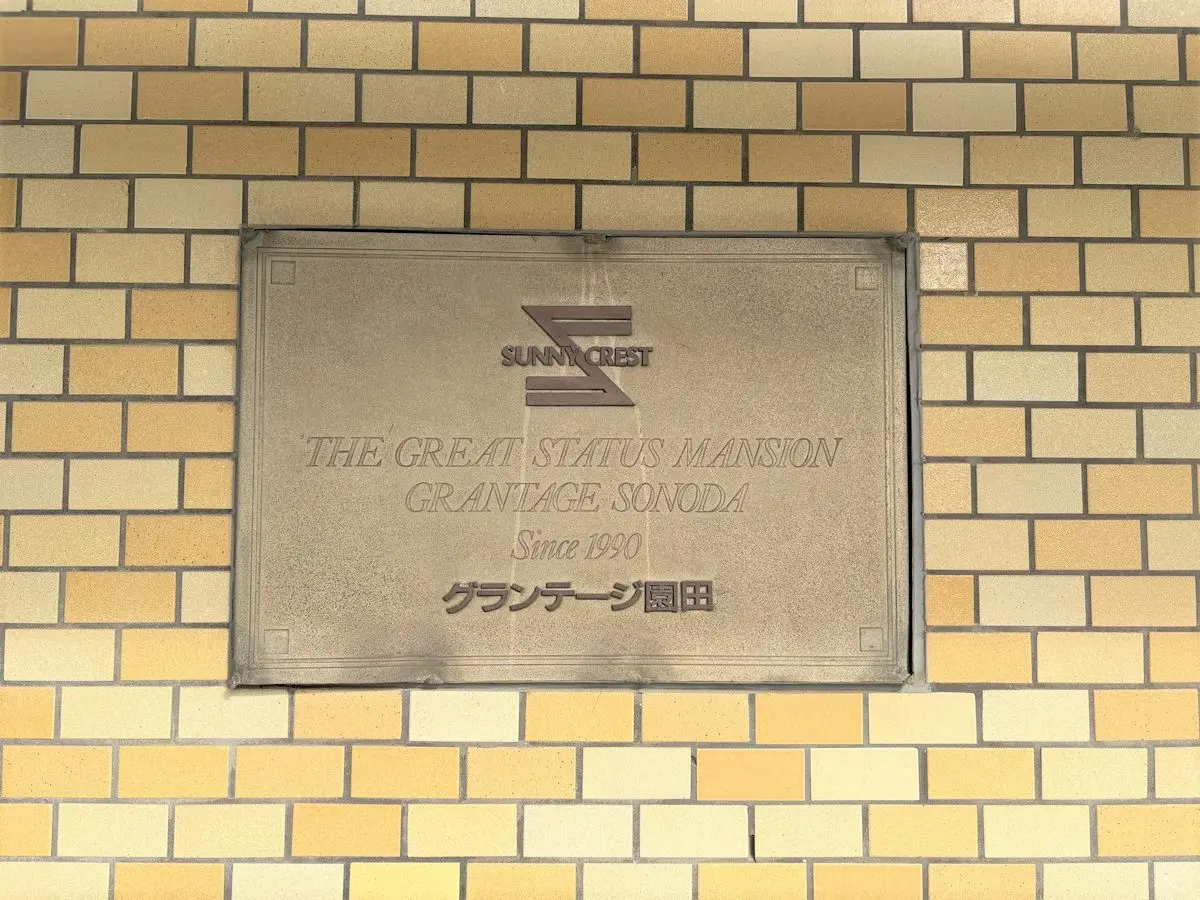 SUNNY CREST
'THE' GREAT STATUS MANSION
GRANTAGE SONODA
Since 1990
グランテージ園田